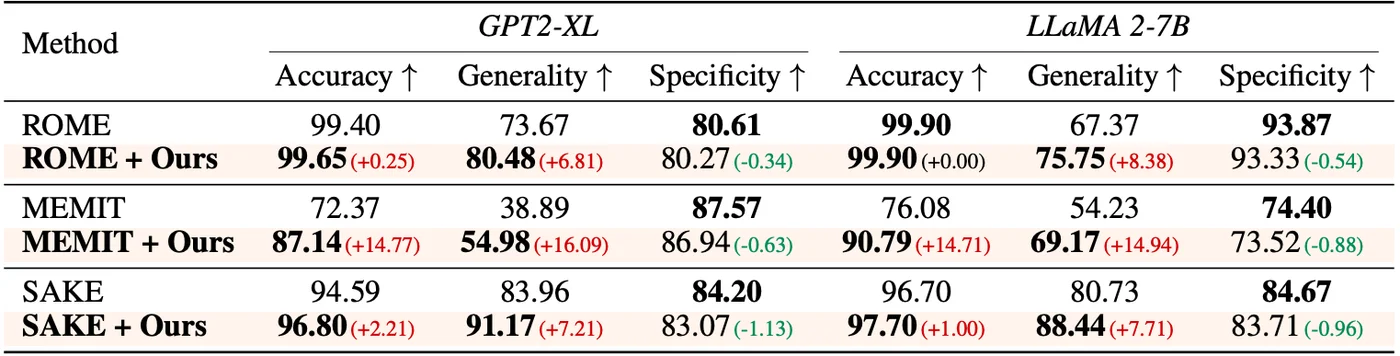 Method GPT2-XL LLaMA 2-7B
Accuracy ↑ Generality ↑ Specificity ↑ Accuracy ↑ Generality ↑ Specificity ↑
ROME 99.40 73.67 80.61 99.90 67.37 93.87
ROME + Ours 99.65 (+0.25) 80.48 (+6.81) 80.27 (-0.34) 99.90 (+0.00) 75.75 (+8.38) 93.33 (-0.54)
MEMIT 72.37 38.89 87.57 76.08 54.23 74.40
MEMIT + Ours 87.14 (+14.77) 54.98 (+16.09) 86.94 (-0.63) 90.79 (+14.71) 69.17 (+14.94) 73.52 (-0.88)
SAKE 94.59 83.96 84.20 96.70 80.73 84.67
SAKE + Ours 96.80 (+2.21) 91.17 (+7.21) 83.07 (-1.13) 97.70 (+1.00) 88.44 (+7.71) 83.71 (-0.96)